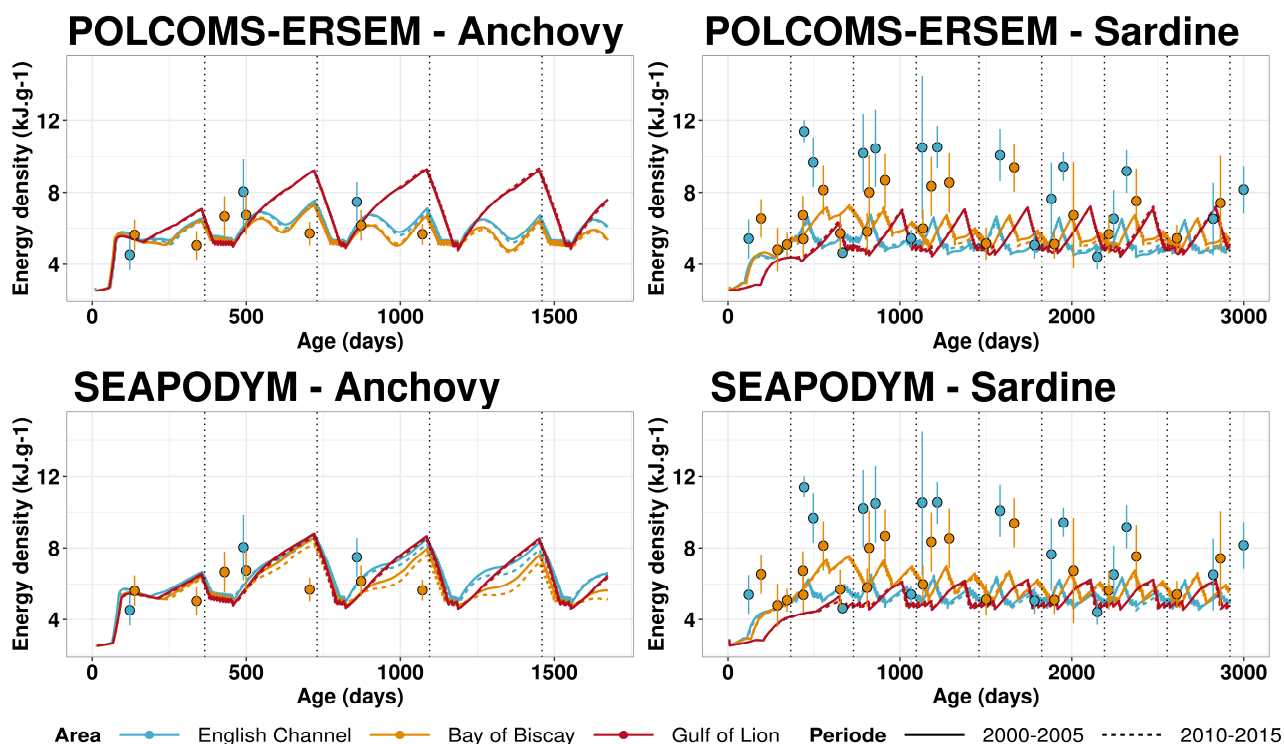 POLCOMS-ERSEM - Anchovy
POLCOMS-ERSEM - Sardine
Energy density (kJ.g-1)
12
8
4
0 500 1000 1500
Age (days)
Energy density (kJ.g-1)
12
8
4
0 1000 2000 3000
Age (days)
SEAPODYM - Anchovy
SEAPODYM - Sardine
Energy density (kJ.g-1)
12
8
4
0 500 1000 1500
Age (days)
Energy density (kJ.g-1)
12
8
4
0 1000 2000 3000
Age (days)
Area English Channel Bay of Biscay Gulf of Lion Periode 2000-2005 2010-2015